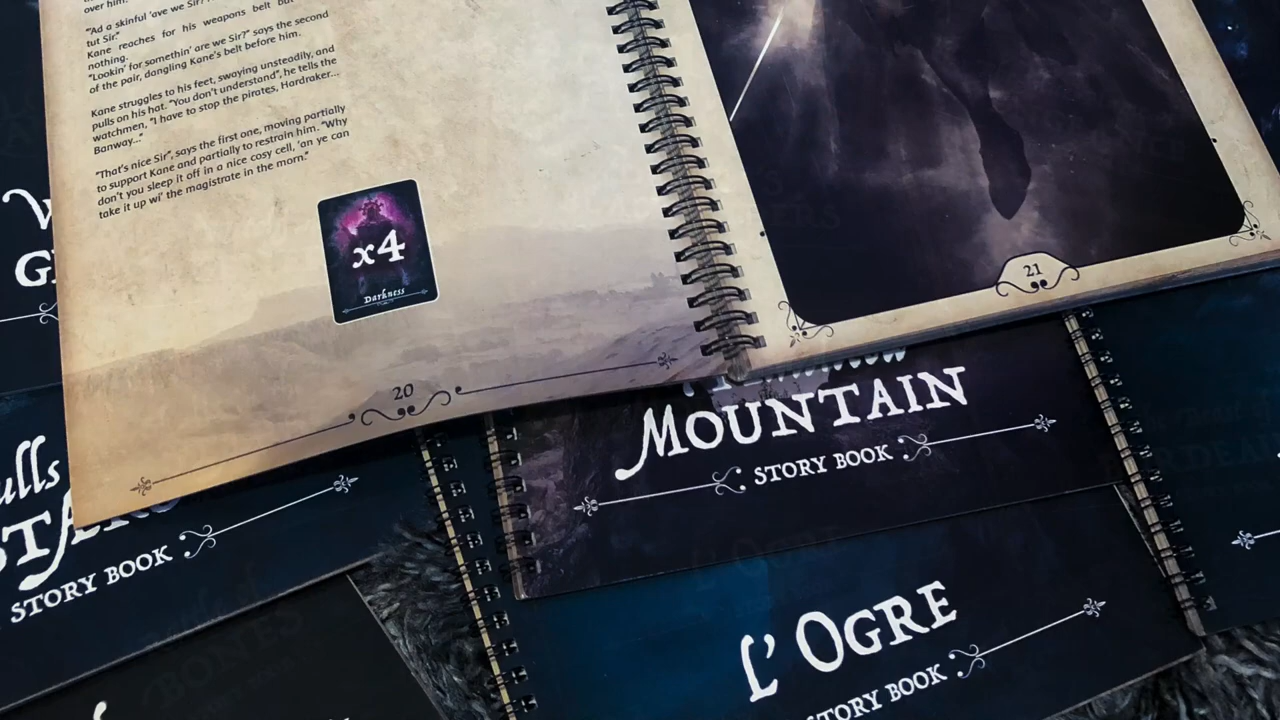 over him.
"Ad a skinful 'ave we Sir?
tut Sir."
Kane reaches for his weapons belt but
nothing.
"Lookin' for somethin' are we Sir?" says the second
of the pair, dangling Kane's belt before him.
Kane struggles to his feet, swaying unsteadily, and
pulls on his hat. "You don't understand", he tells the
watchmen, "I have to stop the pirates, Hardraker...
Banway..."
"That's nice Sir", says the first one, moving partially
to support Kane and partially to restrain him. "Why
don't you sleep it off in a nice cosy cell, 'an ye can
take it up wi' the magistrate in the morn."
x4
Darkness
20
21
MOUNTAIN
STORY BOOK
ulls
STORY BOOK
L' OGRE
STORY BOOK
BONES